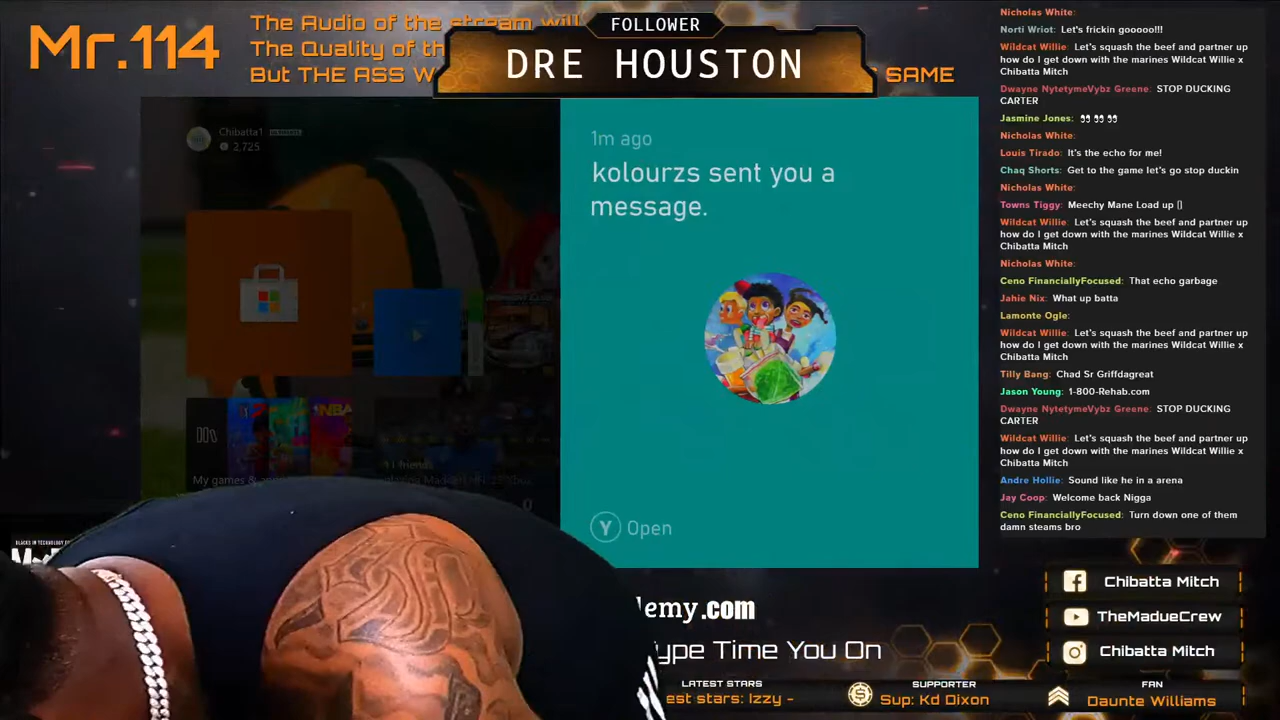 Mr.114
The Audio of the stream will
The Quality of th
But THE ASS W
GAME
FOLLOWER
DRE HOUSTON
Chibatta1
2,725
1m ago
kolourzs sent you a
message.
Y Open
11 friends
My games &
lemy.com
ype Time You On
LATEST STARS
est stars: Izzy -
SUPPORTER
Sup: Kd Dixon
FAN
Daunte Williams
Nicholas White:
Norti Wriot: Let's frickin gooooo!!!
Wildcat Willie: Let's squash the beef and partner up
how do I get down with the marines Wildcat Willie x
Chibatta Mitch
Dwayne NytetymeVybz Greene: STOP DUCKING
CARTER
Jasmine Jones:
Nicholas White:
Louis Tirado: It's the echo for me!
Chaq Shorts: Get to the game let's go stop duckin
Nicholas White:
Towns Tiggy: Meechy Mane Load up []
Wildcat Willie: Let's squash the beef and partner up
how do I get down with the marines Wildcat Willie x
Chibatta Mitch
Nicholas White:
Ceno FinanciallyFocused: That echo garbage
Jahie Nix: What up batta
Lamonte Ogle:
Wildcat Willie: Let's squash the beef and partner up
how do I get down with the marines Wildcat Willie x
Chibatta Mitch
Tilly Bang: Chad Sr Griffdagreat
Jason Young: 1-800-Rehab.com
Dwayne NytetymeVybz Greene: STOP DUCKING
CARTER
Wildcat Willie: Let's squash the beef and partner up
how do I get down with the marines Wildcat Willie x
Chibatta Mitch
Andre Hollie: Sound like he in a arena
Jay Coop: Welcome back Nigga
Ceno FinanciallyFocused: Turn down one of them
damn steams bro
Chibatta Mitch
TheMadueCrew
Chibatta Mitch